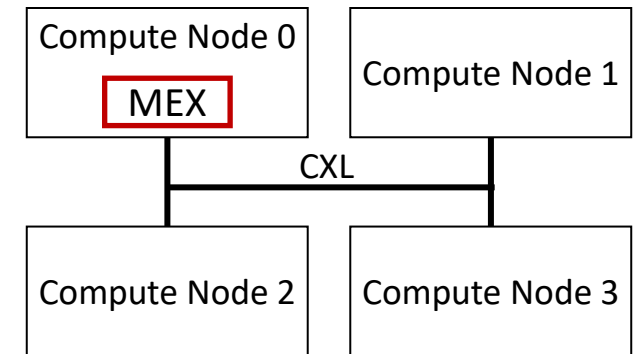 Compute Node 0
MEX
Compute Node 1
CXL
Compute Node 2
Compute Node 3